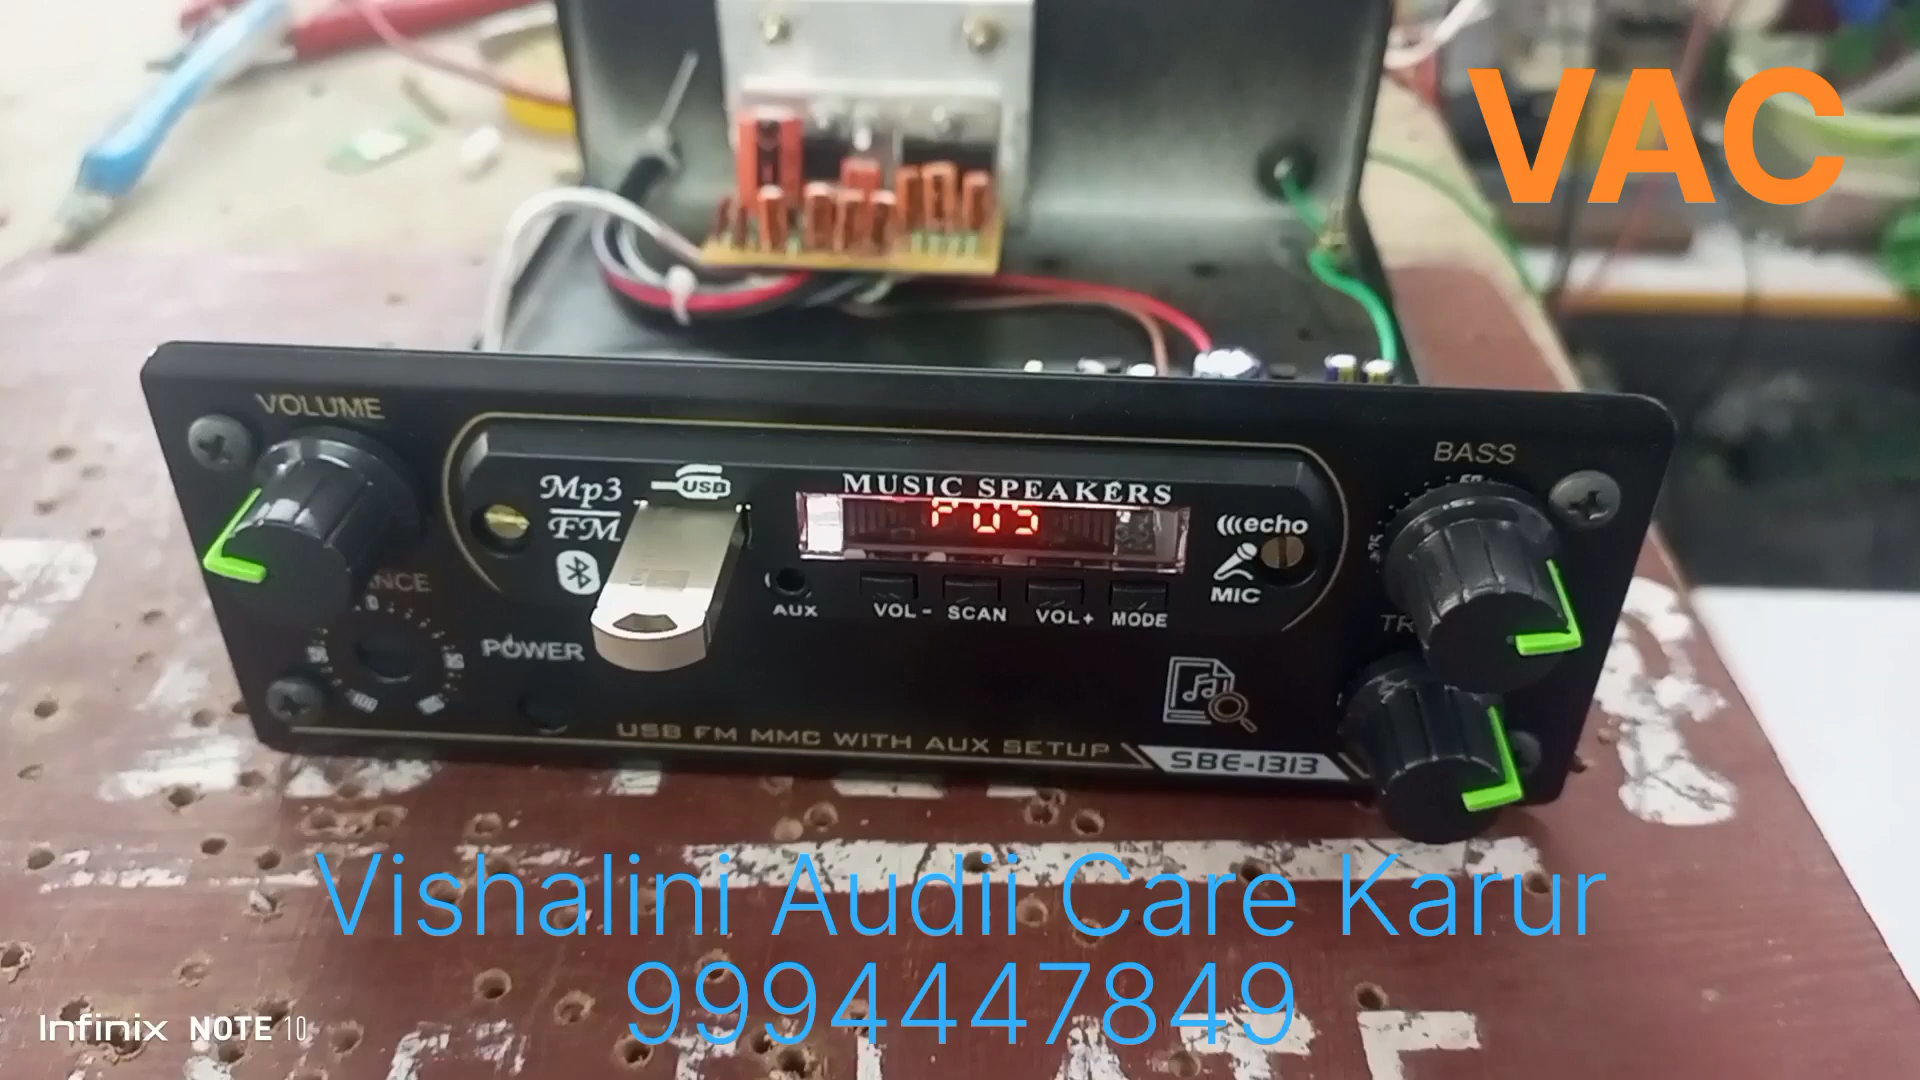 VAC
VOLUME
BASS
Mp3
FM
USB
MUSIC SPEAKERS
P05
echo
MIC
AUX
VOL -
SCAN
VOL+
MODE
POWER
USB FM MMC WITH AUX SETUP
SBE-1313
Vishalini Audii Care Karur
9994447849
Infinix NOTE 10